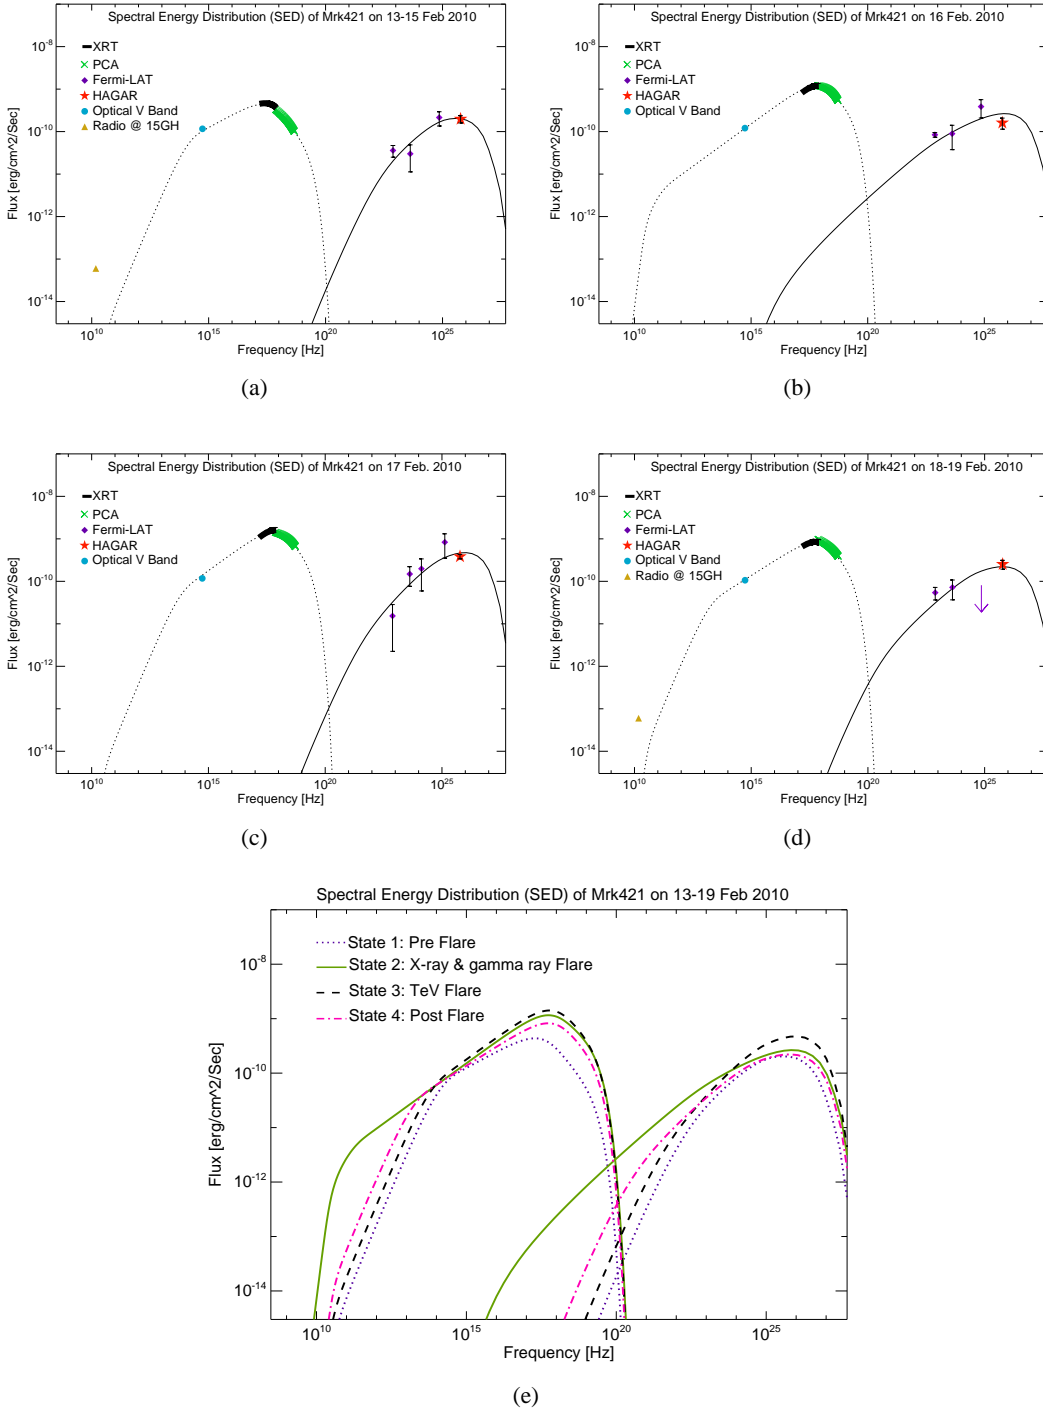 Spectral Energy Distribution (SED) of Mrk421 on 13-15 Feb 2010
10^-8
10^-10
10^-12
10^-14
Flux [erg/cm^2/Sec]
XRT
PCA
Fermi-LAT
HAGAR
Optical V Band
Radio @ 15GH
10^10 10^15 10^20 10^25
Frequency [Hz]
(a)
Spectral Energy Distribution (SED) of Mrk421 on 16 Feb. 2010
10^-8
10^-10
10^-12
10^-14
Flux [erg/cm^2/Sec]
XRT
PCA
Fermi-LAT
HAGAR
Optical V Band
10^10 10^15 10^20 10^25
Frequency [Hz]
(b)
Spectral Energy Distribution (SED) of Mrk421 on 17 Feb. 2010
10^-8
10^-10
10^-12
10^-14
Flux [erg/cm^2/Sec]
XRT
PCA
Fermi-LAT
HAGAR
Optical V Band
10^10 10^15 10^20 10^25
Frequency [Hz]
(c)
Spectral Energy Distribution (SED) of Mrk421 on 18-19 Feb. 2010
10^-8
10^-10
10^-12
10^-14
Flux [erg/cm^2/Sec]
XRT
PCA
Fermi-LAT
HAGAR
Optical V Band
Radio @ 15GH
10^10 10^15 10^20 10^25
Frequency [Hz]
(d)
Spectral Energy Distribution (SED) of Mrk421 on 13-19 Feb 2010
10^-8
10^-10
10^-12
10^-14
Flux [erg/cm^2/Sec]
State 1: Pre Flare
State 2: X-ray & gamma ray Flare
State 3: TeV Flare
State 4: Post Flare
10^10 10^15 10^20 10^25
Frequency [Hz]
(e)